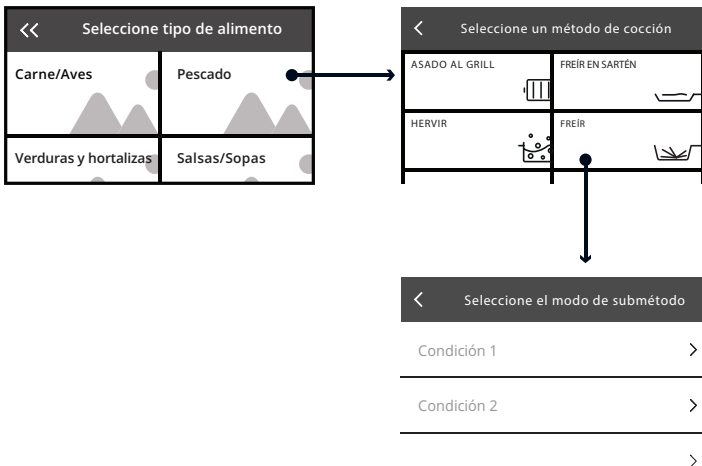 Seleccione tipo de alimento
Carne/Aves
Pescado
Verduras y hortalizas
Salsas/Sopas
Seleccione un método de cocción
ASADO AL GRILL
FREÍR EN SARTÉN
HERVIR
FREÍR
Seleccione el modo de submétodo
Condición 1
Condición 2